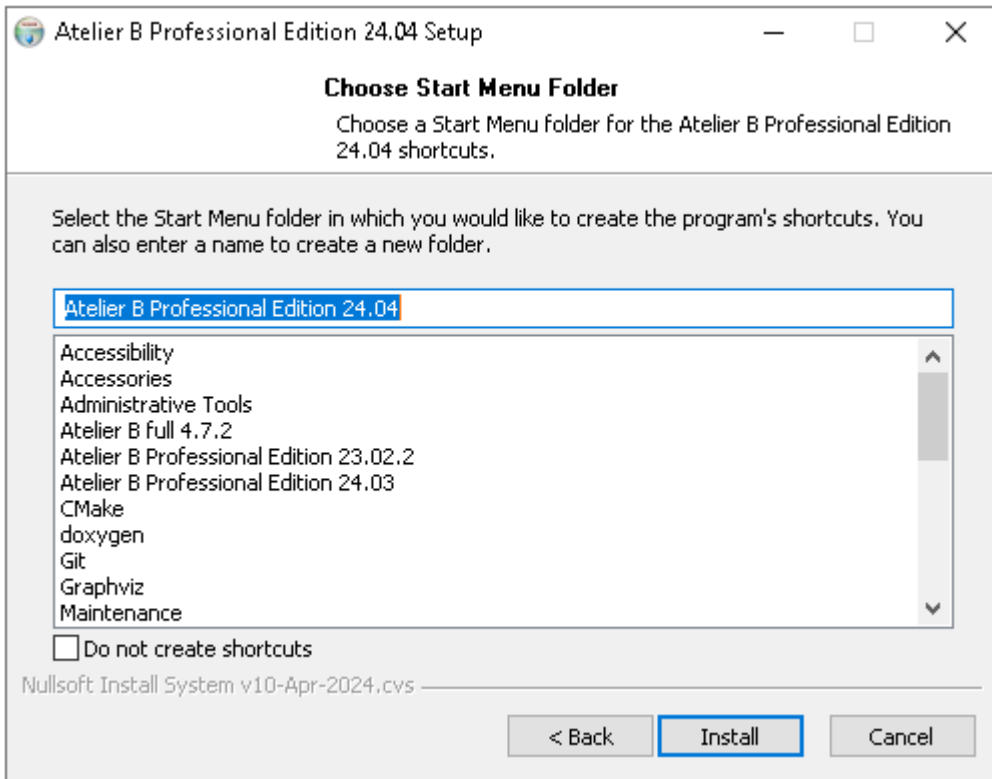 Atelier B Professional Edition 24.04 Setup
Choose Start Menu Folder
Choose a Start Menu folder for the Atelier B Professional Edition
24.04 shortcuts.
Select the Start Menu folder in which you would like to create the program's shortcuts. You
can also enter a name to create a new folder.
Atelier B Professional Edition 24.04
Accessibility
Accessories
Administrative Tools
Atelier B full 4.7.2
Atelier B Professional Edition 23.02.2
Atelier B Professional Edition 24.03
CMake
doxygen
Git
Graphviz
Maintenance
Do not create shortcuts
Nullsoft Install System v10-Apr-2024.cvs
< Back
Install
Cancel